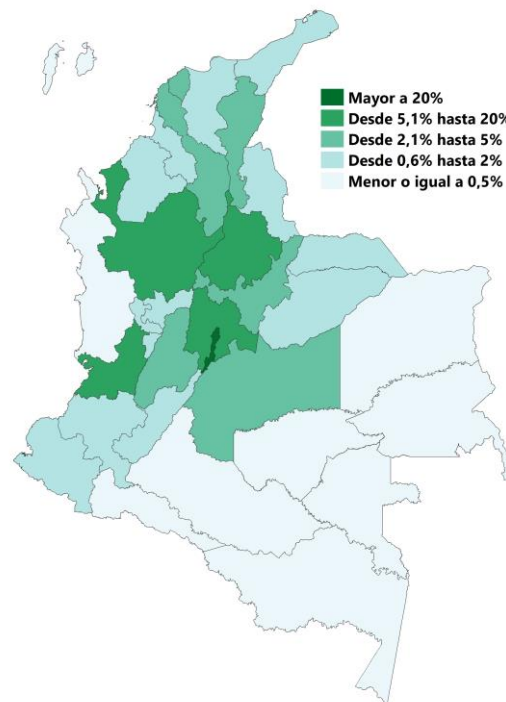 Mayor a 20%
Desde 5,1% hasta 20%
Desde 2,1% hasta 5%
Desde 0,6% hasta 2%
Menor o igual a 0,5%